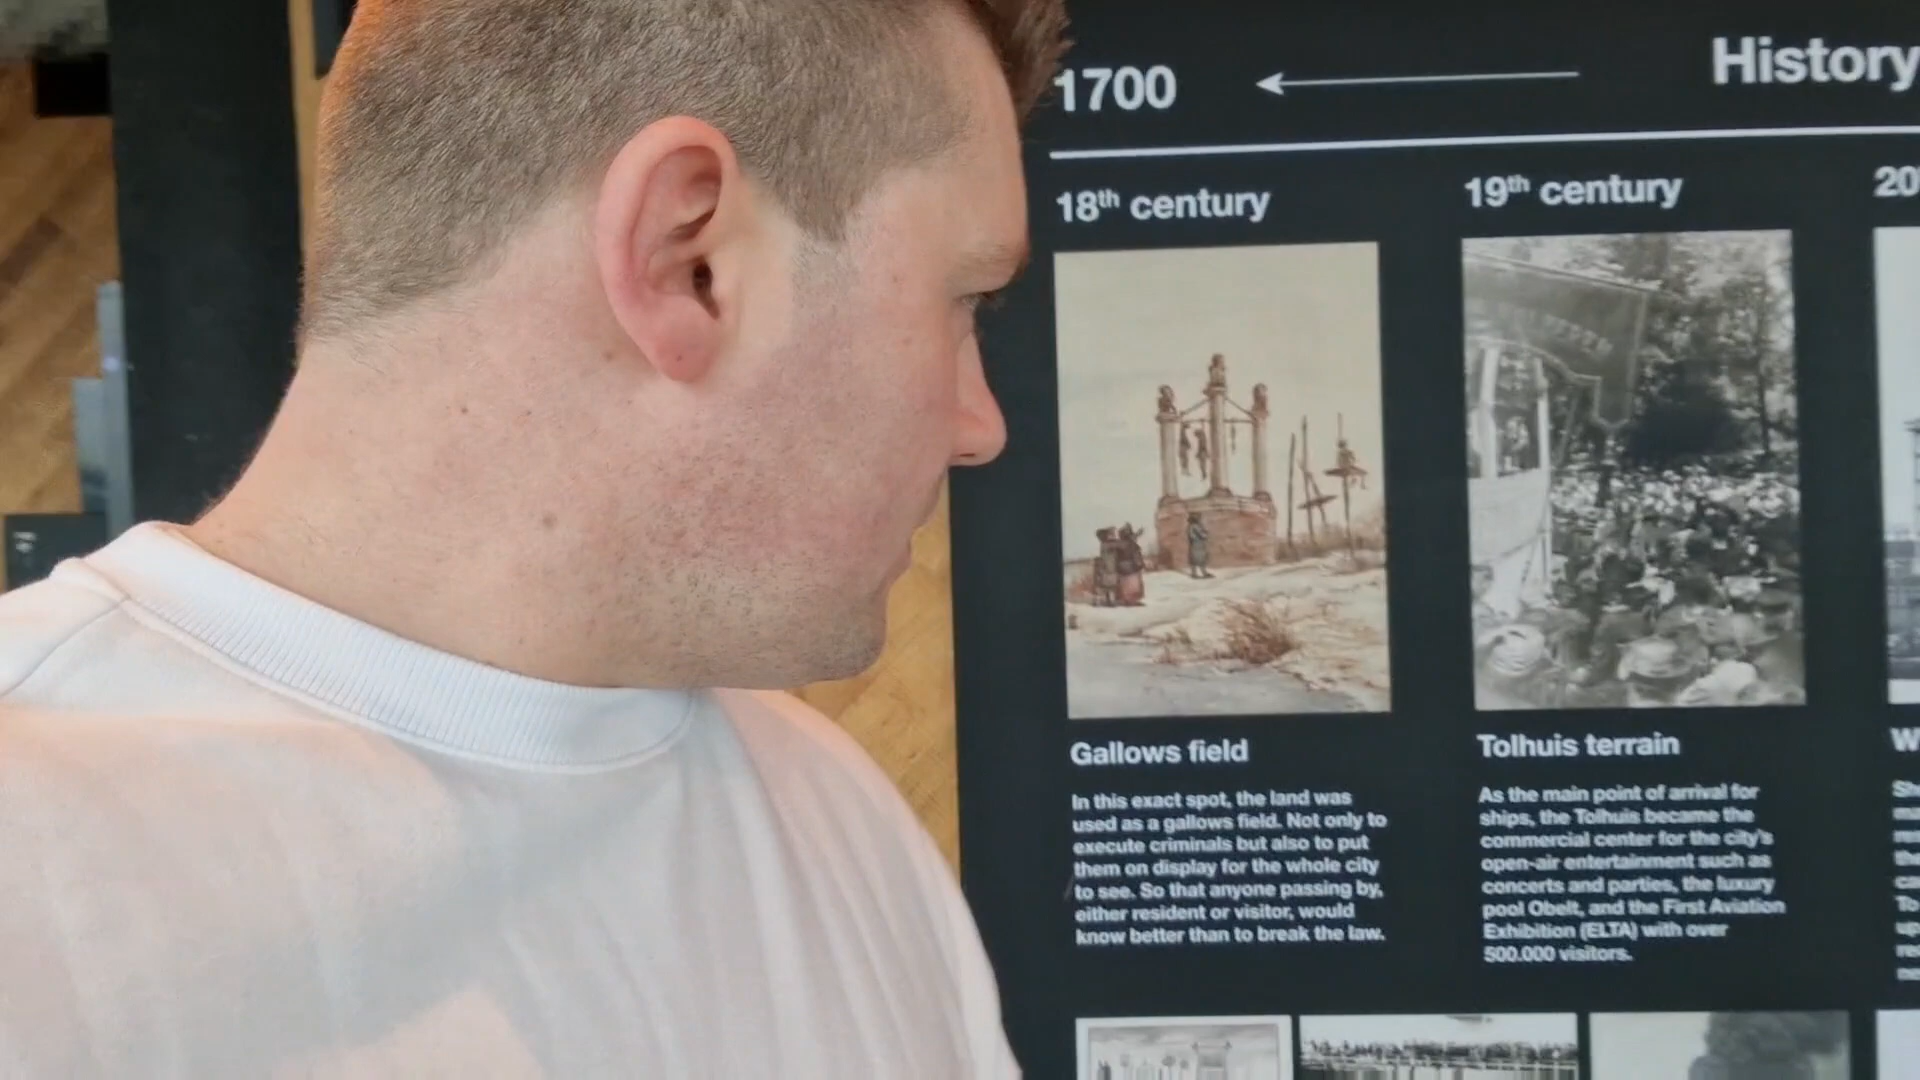 1700
History
18th century
19th century
20
Gallows field
In this exact spot, the land was
used as a gallows field. Not only to
execute criminals but also to put
them on display for the whole city
to see. So that anyone passing by,
either resident or visitor, would
know better than to break the law.
Tolhuis terrain
As the main point of arrival for
ships, the Tolhuis became the
commercial center for the city's
open-air entertainment such as
concerts and parties, the luxury
pool Obelt, and the First Aviation
Exhibition (ELTA) with over
500.000 visitors.